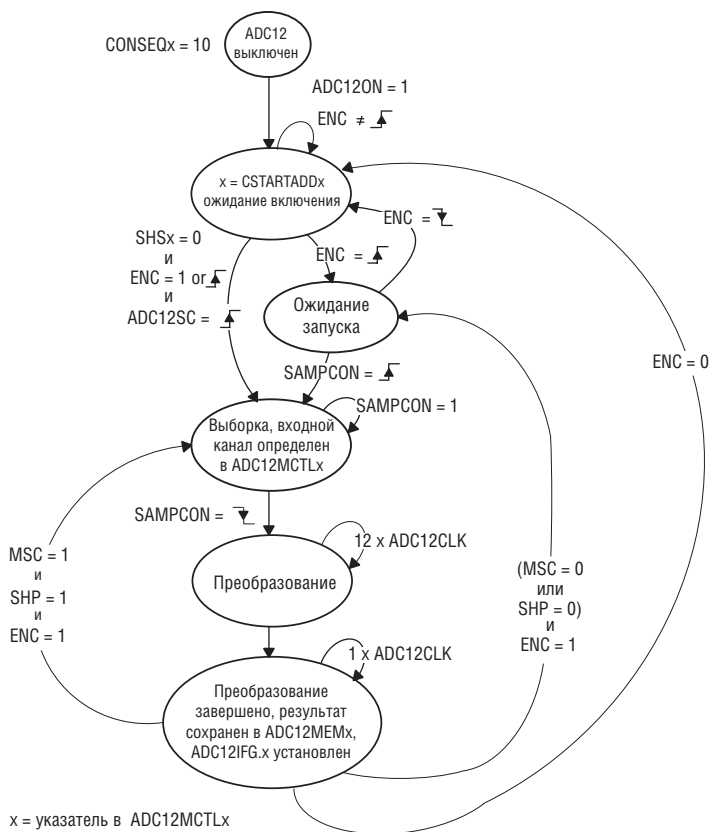 CONSEQx = 10
ADC12
выключен
ADC12ON = 1
ENC ≠
x = CSTARTADDx
ожидание включения
ENC =
SHSx = 0
и
ENC = 1 or
и
ADC12SC =
ENC =
Ожидание
запуска
ENC = 0
SAMPCON =
SAMPCON = 1
Выборка, входной
канал определен
в ADC12MCTLx
SAMPCON =
12 x ADC12CLK
MSC = 1
и
SHP = 1
и
ENC = 1
Преобразование
(MSC = 0
или
SHP = 0)
и
ENC = 1
1 x ADC12CLK
Преобразование
завершено, результат
сохранен в ADC12MEMx,
ADC12IFG.x установлен
x = указатель в ADC12MCTLx